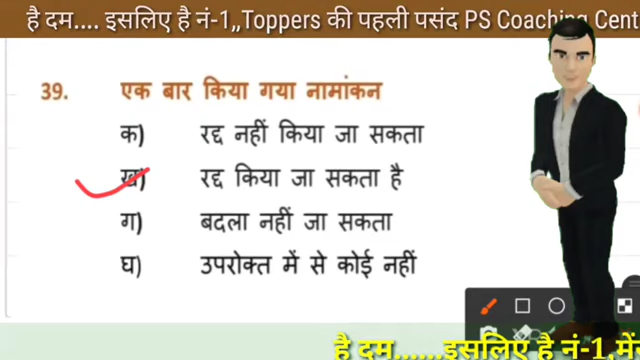 है दम.... इसलिए है नं-1,,Toppers की पहली पसंद PS Coaching Cent
39. एक बार किया गया नामांकन
क) रद्द नहीं किया जा सकता
ख) रद्द किया जा सकता है
ग) बदला नहीं जा सकता
घ) उपरोक्त में से कोई नहीं
है दम......इसलिए है नं-1,में